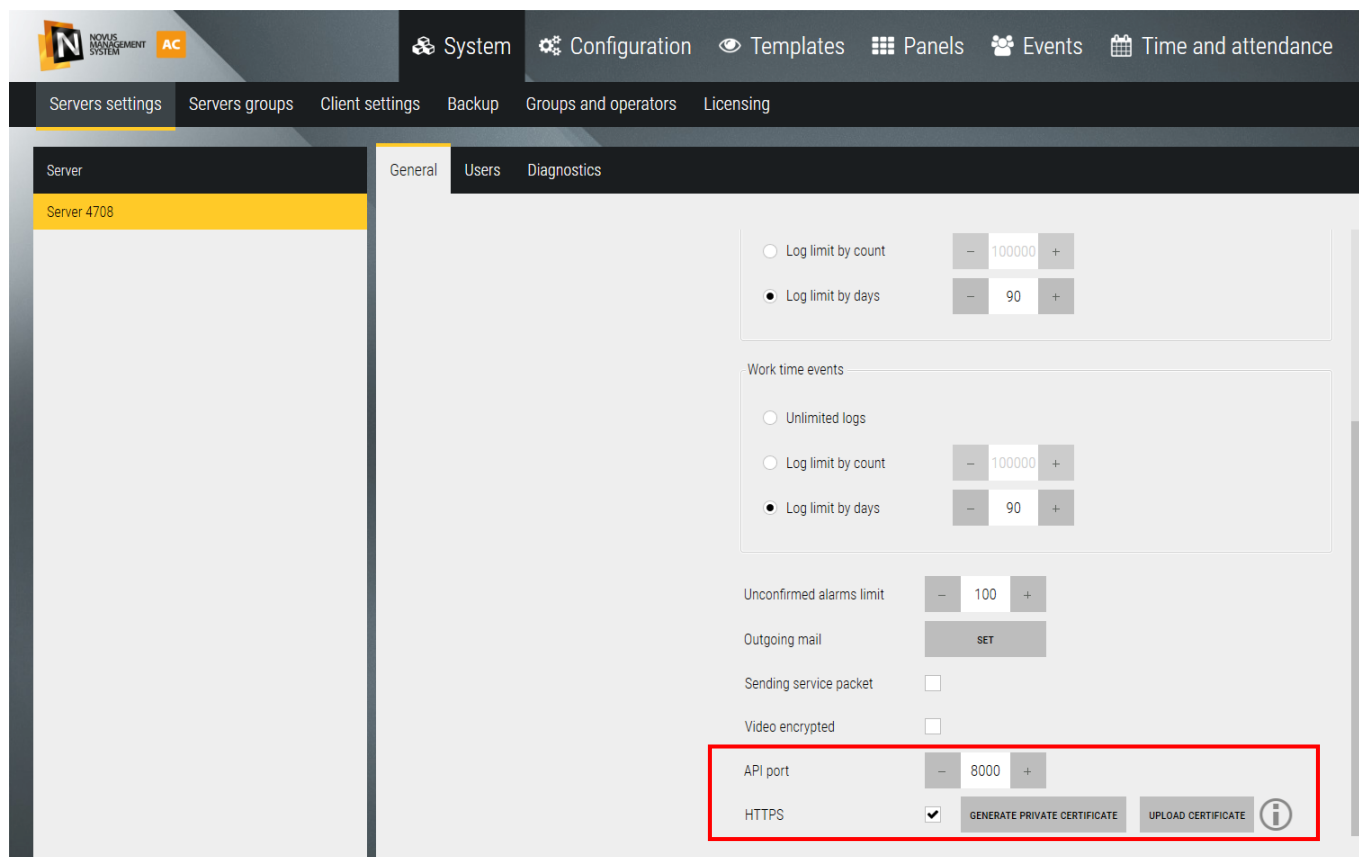 NOVUS
MANAGEMENT
SYSTEM
AC
System Configuration Templates Panels Events Time and attendance
Servers settings Servers groups Client settings Backup Groups and operators Licensing
Server
General Users Diagnostics
Server 4708
Log limit by count − 100000 +
Log limit by days − 90 +
Work time events
Unlimited logs
Log limit by count − 100000 +
Log limit by days − 90 +
Unconfirmed alarms limit − 100 +
Outgoing mail SET
Sending service packet
Video encrypted
API port − 8000 +
HTTPS GENERATE PRIVATE CERTIFICATE UPLOAD CERTIFICATE